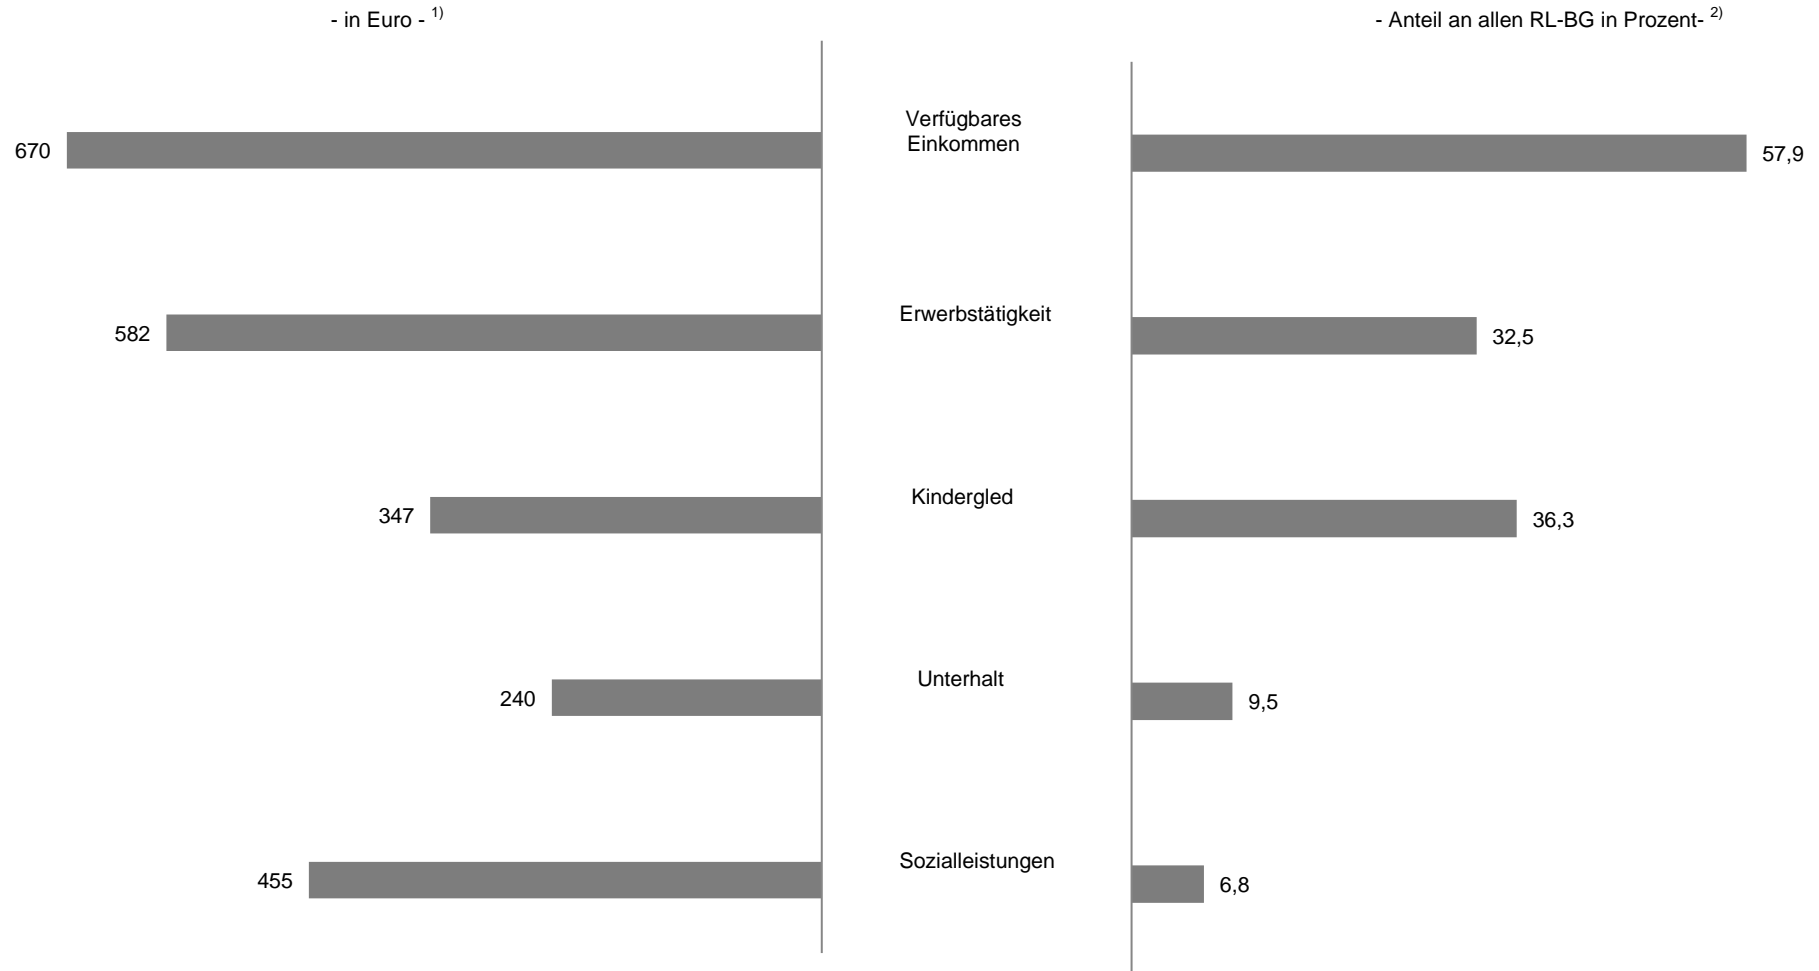 - in Euro - 1)
- Anteil an allen RL-BG in Prozent- 2)
Verfügbares
Einkommen
670
57,9
Erwerbstätigkeit
582
32,5
Kindergled
347
36,3
Unterhalt
240
9,5
Sozialleistungen
455
6,8